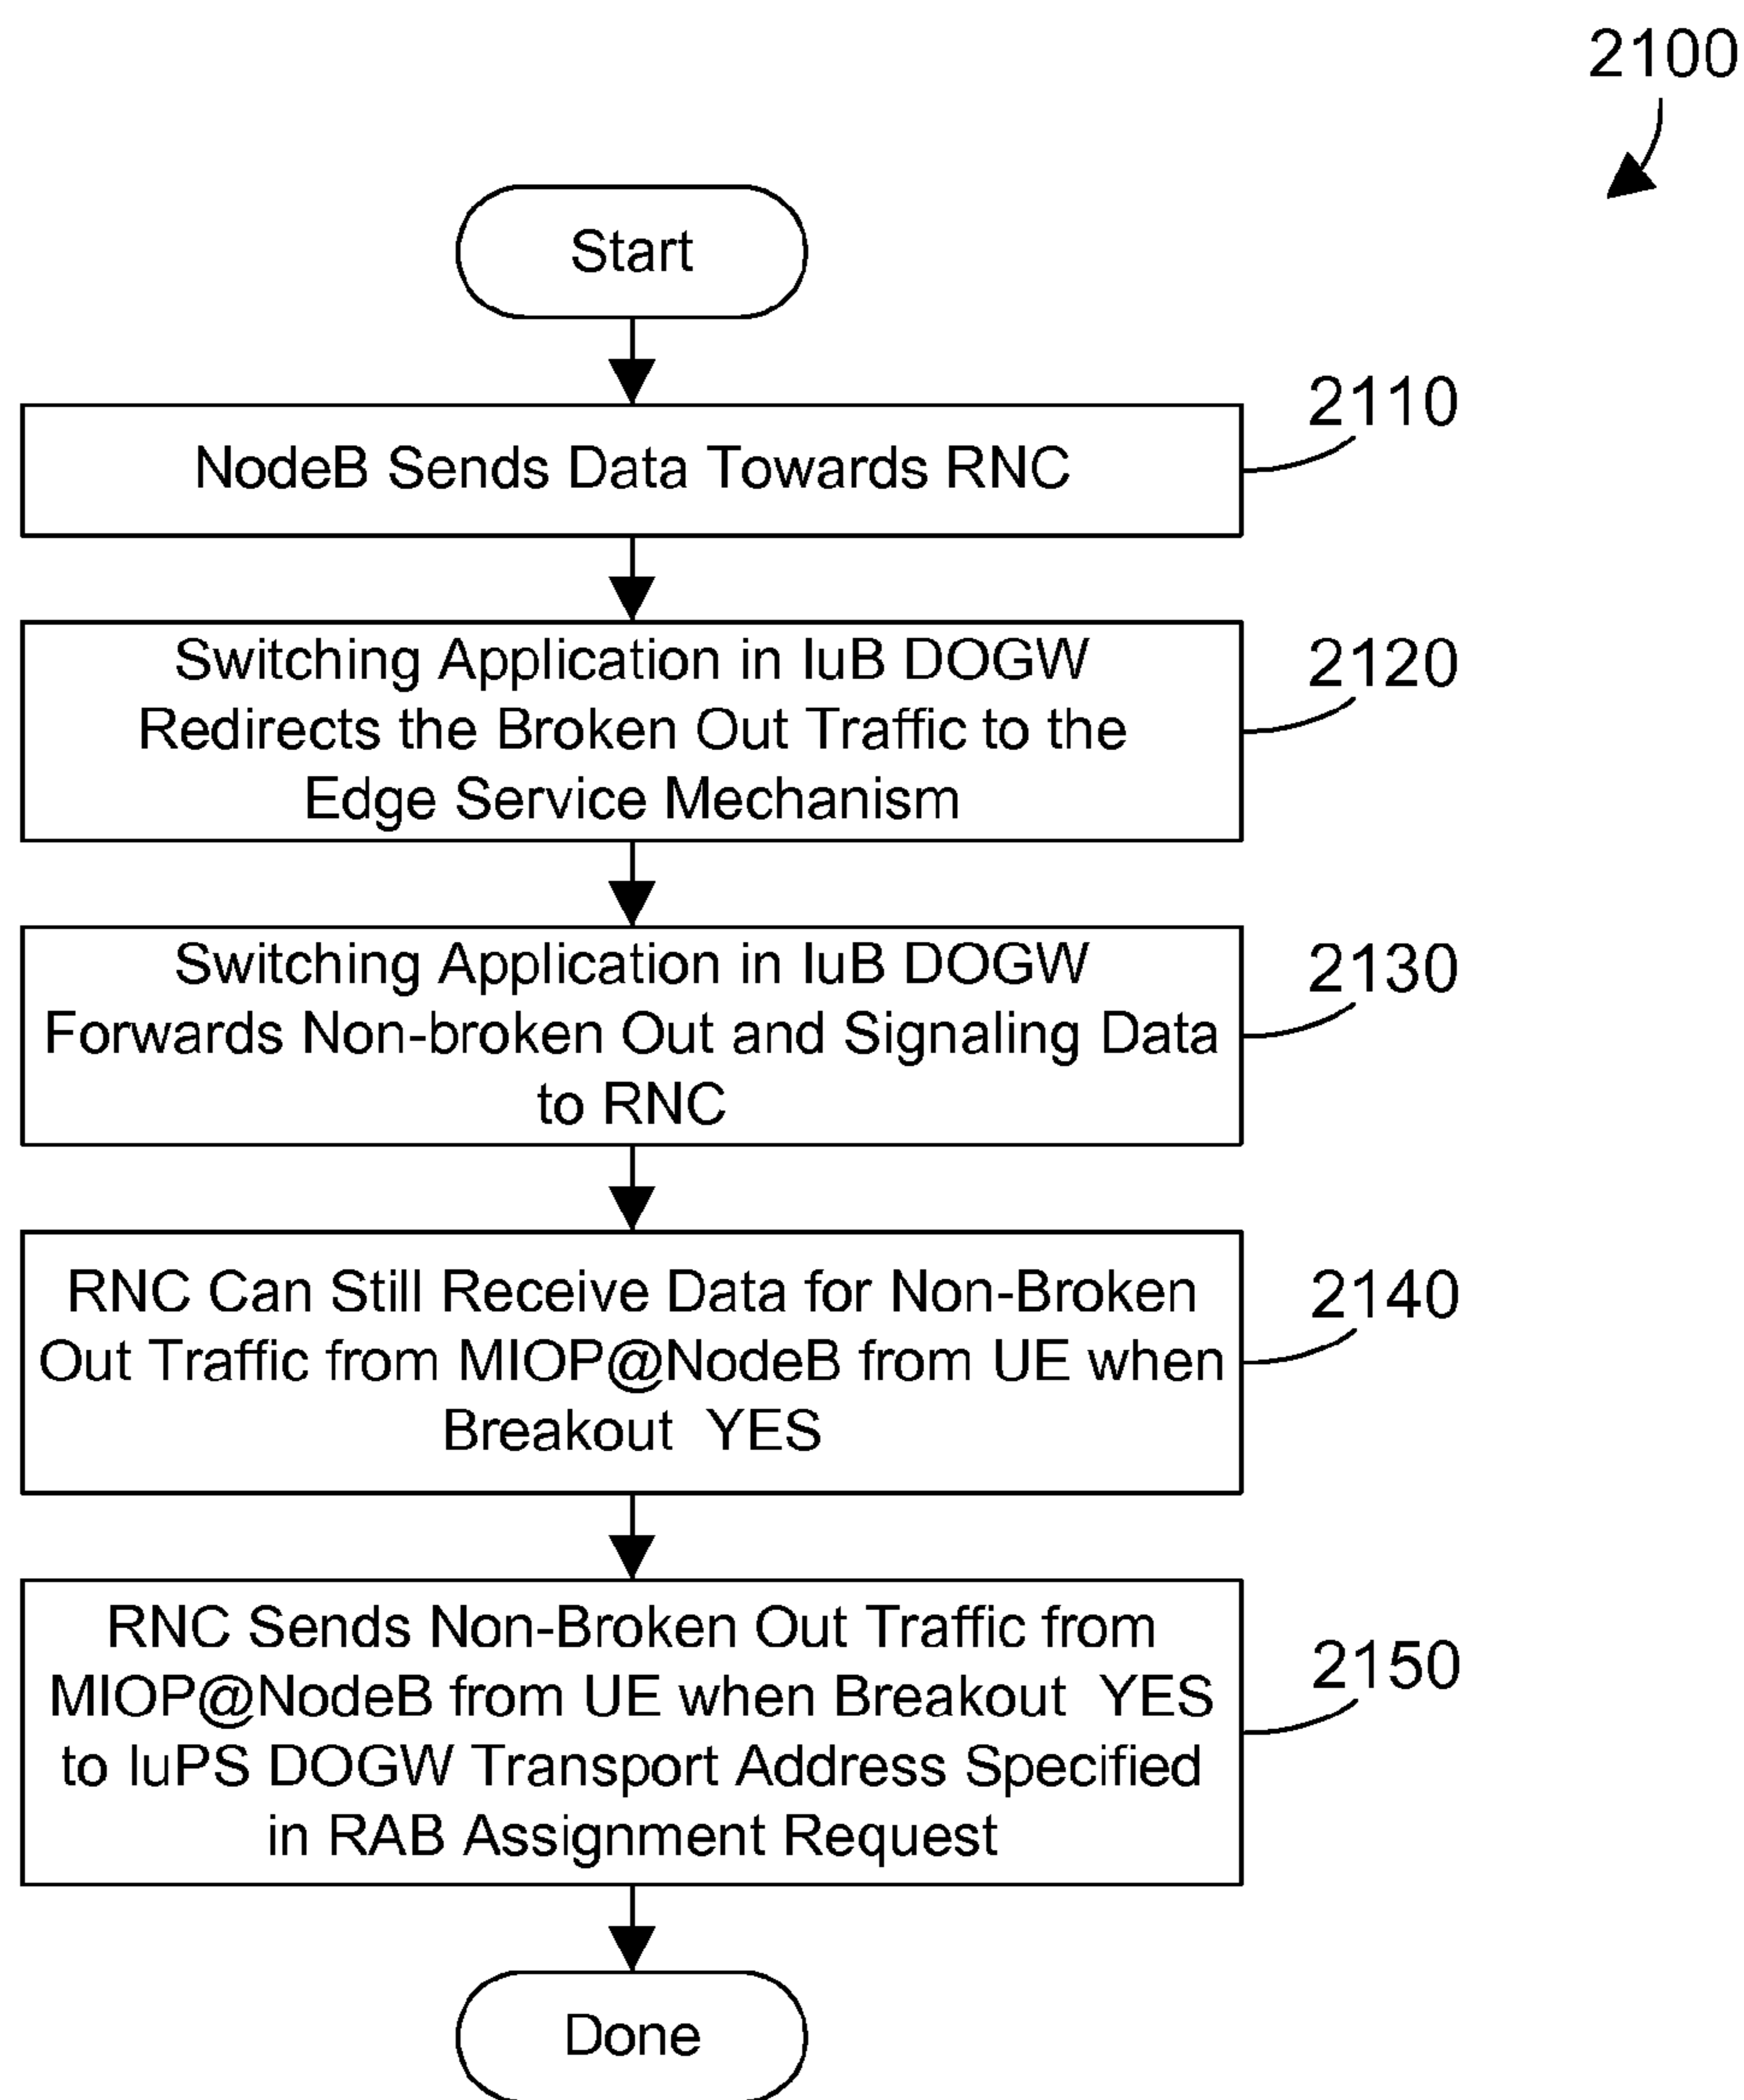 2100
Start
NodeB Sends Data Towards RNC
2110
Switching Application in IuB DOGW
Redirects the Broken Out Traffic to the
Edge Service Mechanism
2120
Switching Application in IuB DOGW
Forwards Non-broken Out and Signaling Data
to RNC
2130
RNC Can Still Receive Data for Non-Broken
Out Traffic from MIOP@NodeB from UE when
Breakout YES
2140
RNC Sends Non-Broken Out Traffic from
MIOP@NodeB from UE when Breakout YES
to IuPS DOGW Transport Address Specified
in RAB Assignment Request
2150
Done